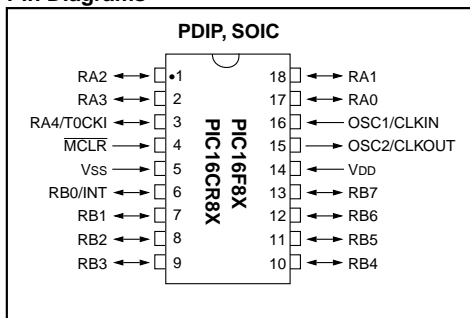 PDIP, SOIC
RA2 •1 18 RA1
RA3 2 17 RA0
RA4/T0CKI 3 16 OSC1/CLKIN
MCLR 4 15 OSC2/CLKOUT
VSS 5 14 VDD
RB0/INT 6 13 RB7
RB1 7 12 RB6
RB2 8 11 RB5
RB3 9 10 RB4
PIC16F8X
PIC16CR8X